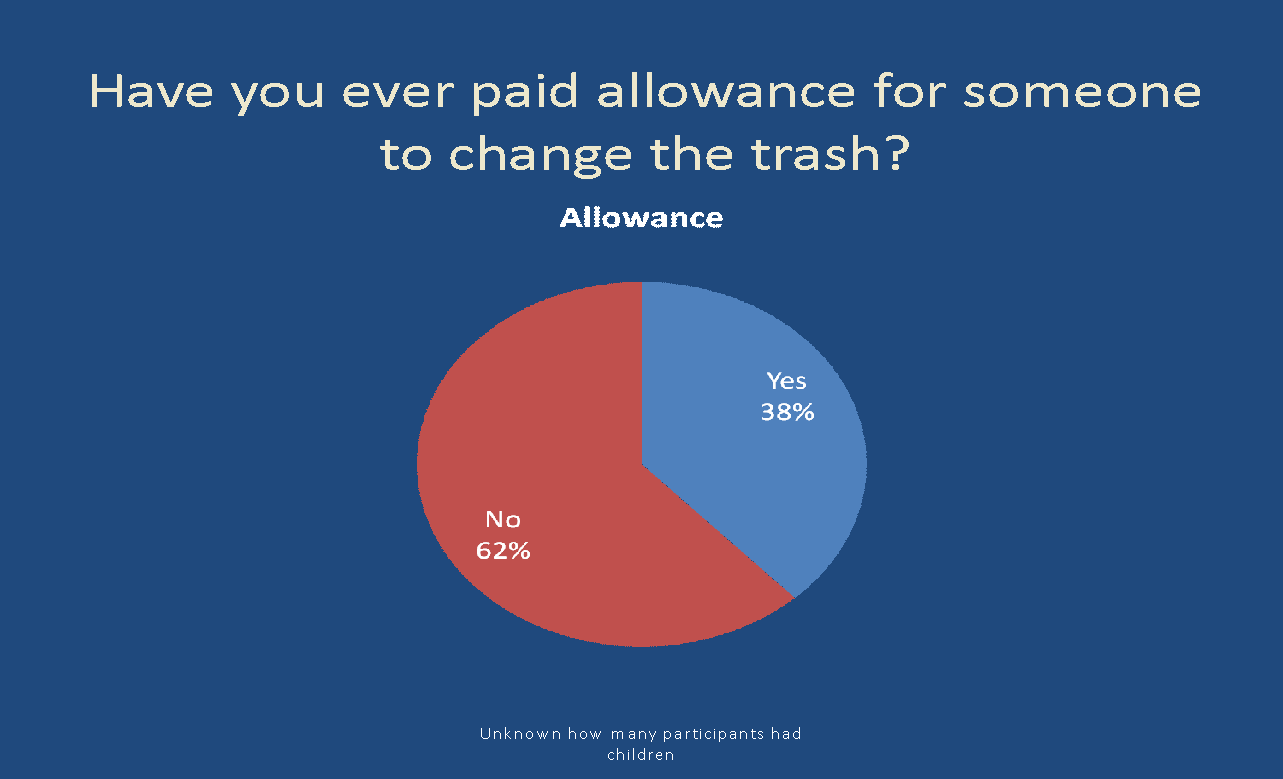 Have you ever paid allowance for someone
to change the trash?
Allowance
Yes
38%
No
62%
Unknown how many participants had
children